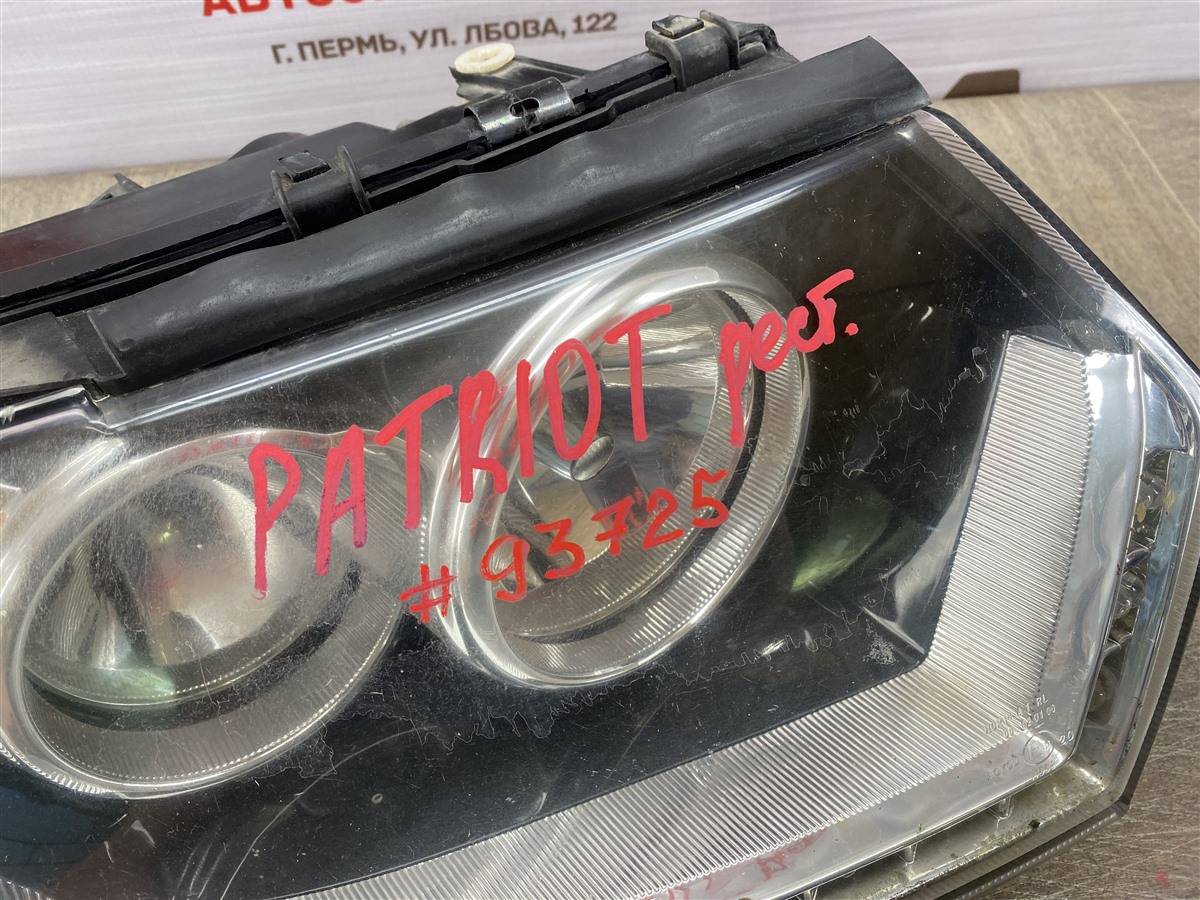 Г. ПЕРМЬ, УЛ. ЛБОВА, 122
PATRIOT рест.
#93725